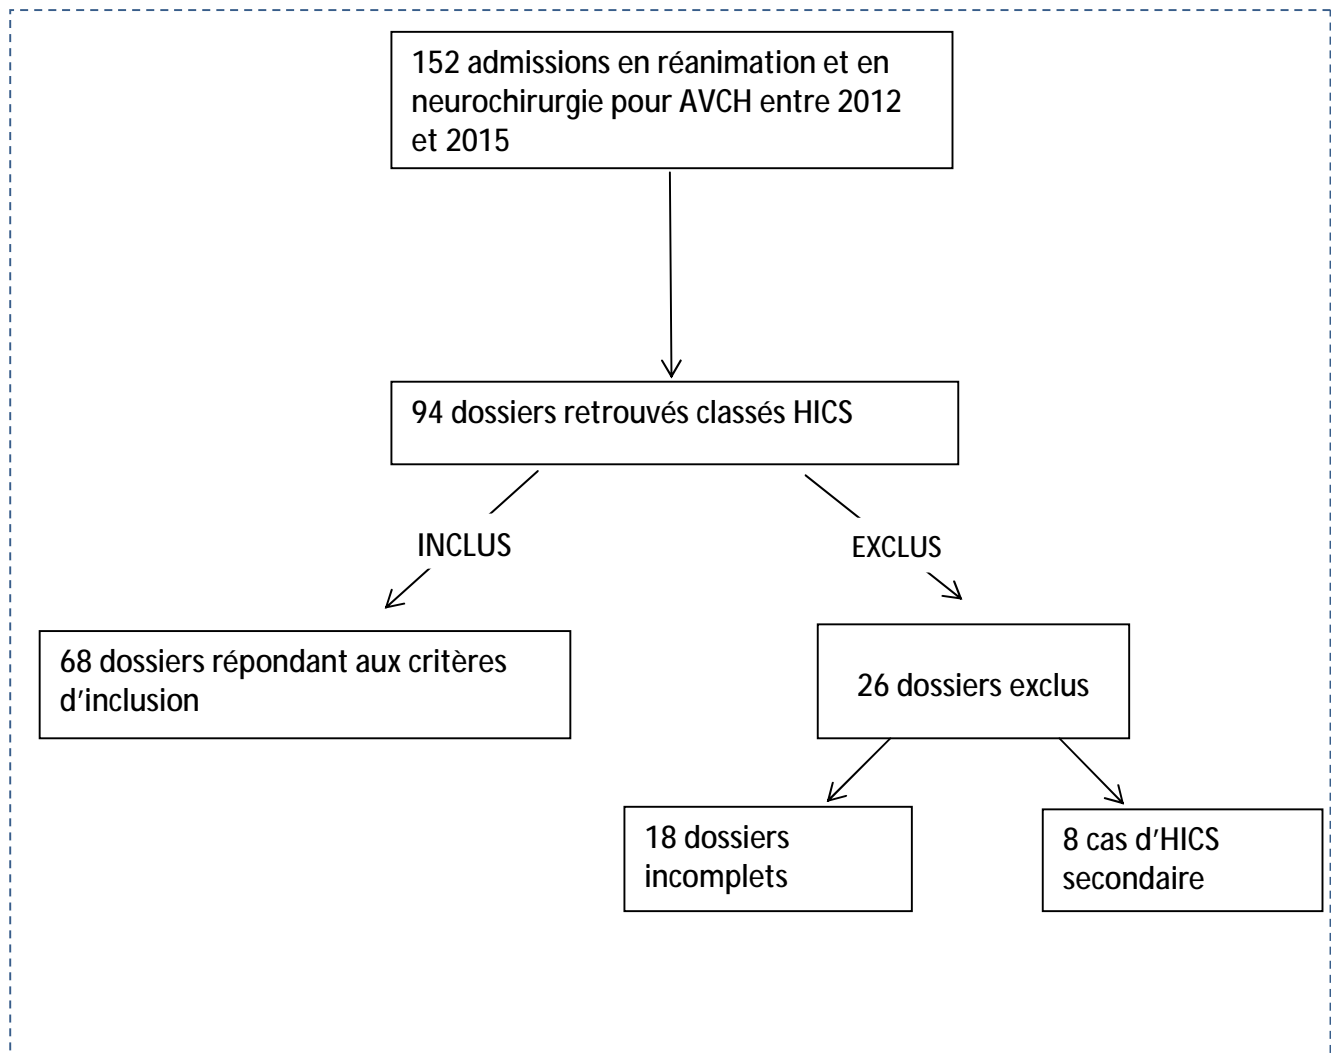 152 admissions en réanimation et en
neurochirurgie pour AVCH entre 2012
et 2015
94 dossiers retrouvés classés HICS
INCLUS
EXCLUS
68 dossiers répondant aux critères
d'inclusion
26 dossiers exclus
18 dossiers
incomplets
8 cas d'HICS
secondaire